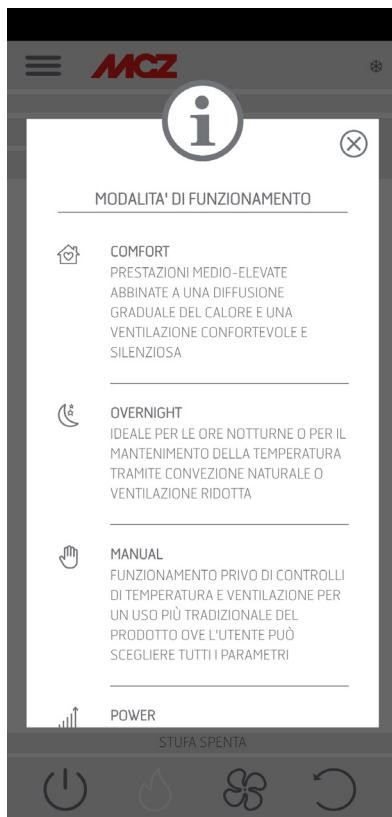 MCZ
MODALITA' DI FUNZIONAMENTO
COMFORT
PRESTAZIONI MEDIO-ELEVATE
ABBINATE A UNA DIFFUSIONE
GRADUALE DEL CALORE E UNA
VENTILAZIONE CONFORTEVOLE E
SILENZIOSA
OVERNIGHT
IDEALE PER LE ORE NOTTURNE O PER IL
MANTENIMENTO DELLA TEMPERATURA
TRAMITE CONVEZIONE NATURALE O
VENTILAZIONE RIDOTTA
MANUAL
FUNZIONAMENTO PRIVO DI CONTROLLI
DI TEMPERATURA E VENTILAZIONE PER
UN USO PIÙ TRADIZIONALE DEL
PRODOTTO OVE L'UTENTE PUÒ
SCEGLIERE TUTTI I PARAMETRI
POWER
STUFA SPENTA